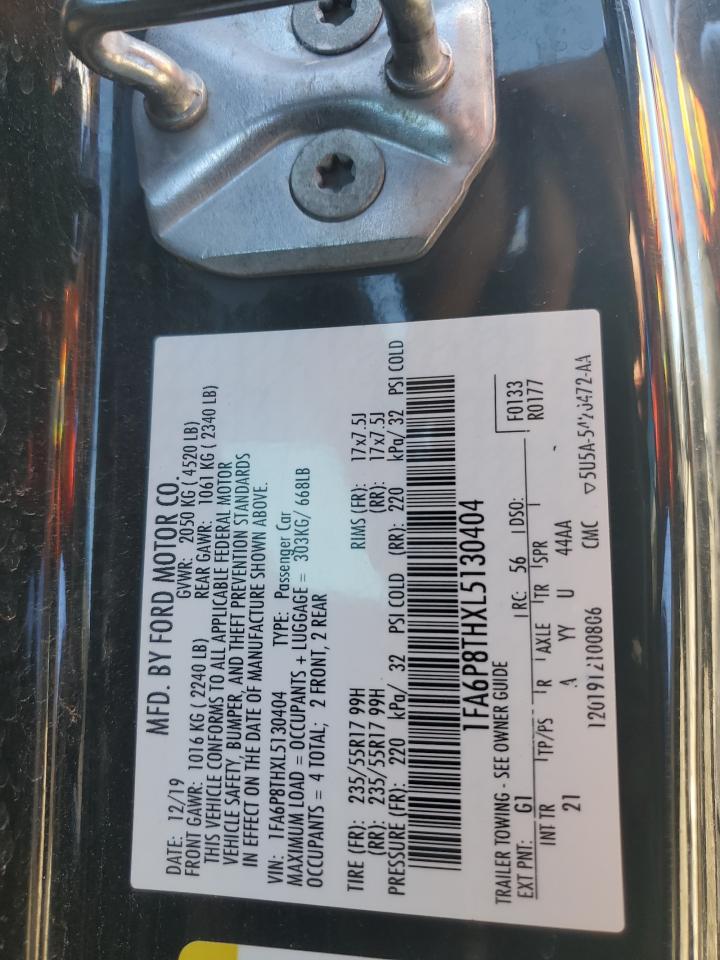 MFD. BY FORD MOTOR CO.
DATE: 12/19 GVWR: 2050 KG ( 4520 LB)
FRONT GAWR: 1016 KG ( 2240 LB) REAR GAWR: 1061 KG ( 2340 LB)
THIS VEHICLE CONFORMS TO ALL APPLICABLE FEDERAL MOTOR
VEHICLE SAFETY, BUMPER, AND THEFT PREVENTION STANDARDS
IN EFFECT ON THE DATE OF MANUFACTURE SHOWN ABOVE.
VIN: 1FA6P8THXL5130404 TYPE: Passenger Car
MAXIMUM LOAD = OCCUPANTS + LUGGAGE = 303KG/ 668LB
OCCUPANTS = 4 TOTAL; 2 FRONT, 2 REAR
TIRE (FR): 235/55R17 99H RIMS (FR): 17x7.5J
(RR): 235/55R17 99H (RR): 17x7.5J
PRESSURE (FR): 220 kPa/ 32 PSI COLD (RR): 220 kPa/ 32 PSI COLD
1FA6P8THXL5130404
TRAILER TOWING - SEE OWNER GUIDE F0133
EXT PNT: G1 RC: 56 DSO: R0177
INT TR TP/PS R AXLE TR SPR
21 A YY U 44AA
1201912100806 CMC